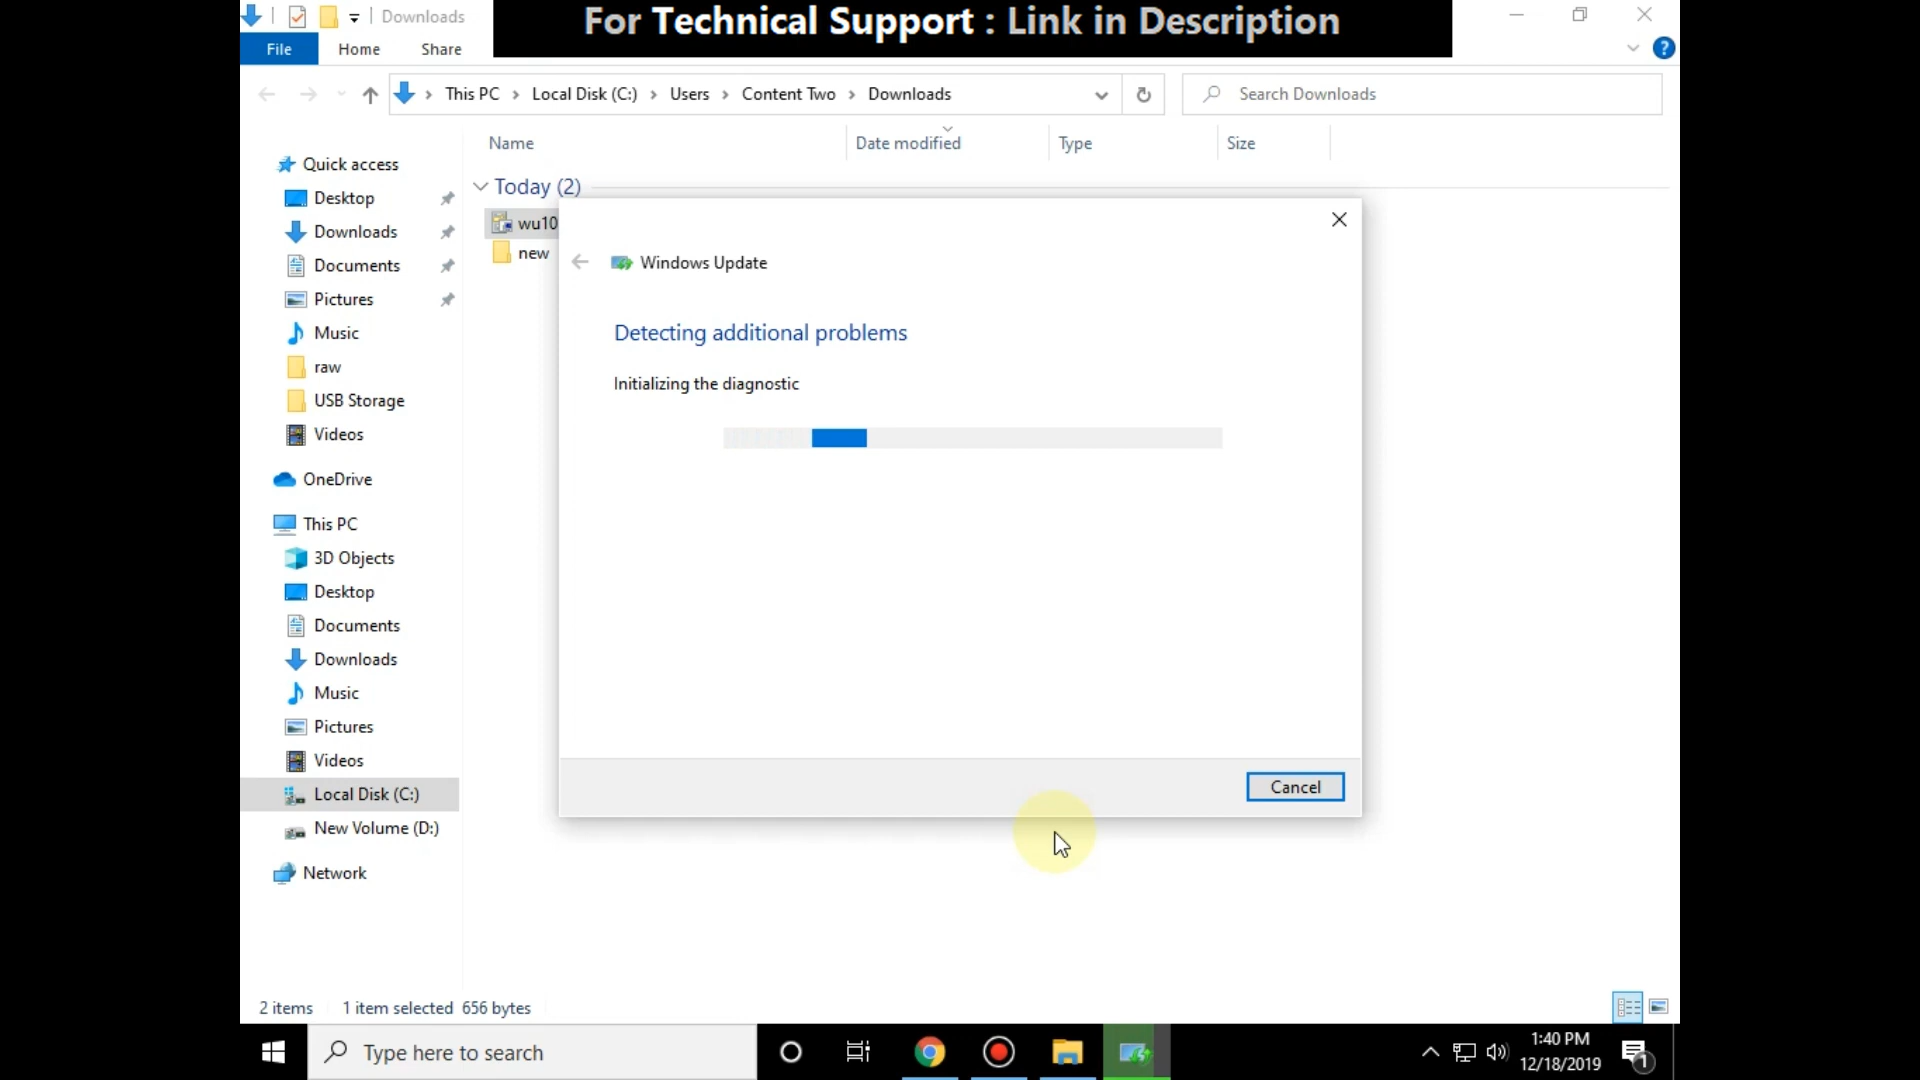 Downloads
For Technical Support : Link in Description
File
Home
Share
?
This PC
Local Disk (C:)
Users
Content Two
Downloads
Search Downloads
Name
Date modified
Type
Size
Quick access
Desktop
Downloads
Documents
Pictures
Music
raw
USB Storage
Videos
OneDrive
This PC
3D Objects
Desktop
Documents
Downloads
Music
Pictures
Videos
Local Disk (C:)
New Volume (D:)
Network
Today (2)
wu10
new
Windows Update
Detecting additional problems
Initializing the diagnostic
Cancel
2 items
1 item selected 656 bytes
Type here to search
1:40 PM
12/18/2019
1